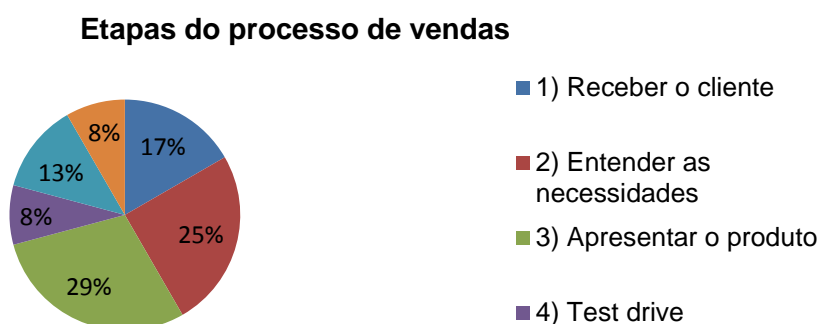 Etapas do processo de vendas
8%
17%
13%
8%
25%
29%
1) Receber o cliente
2) Entender as
necessidades
3) Apresentar o produto
4) Test drive